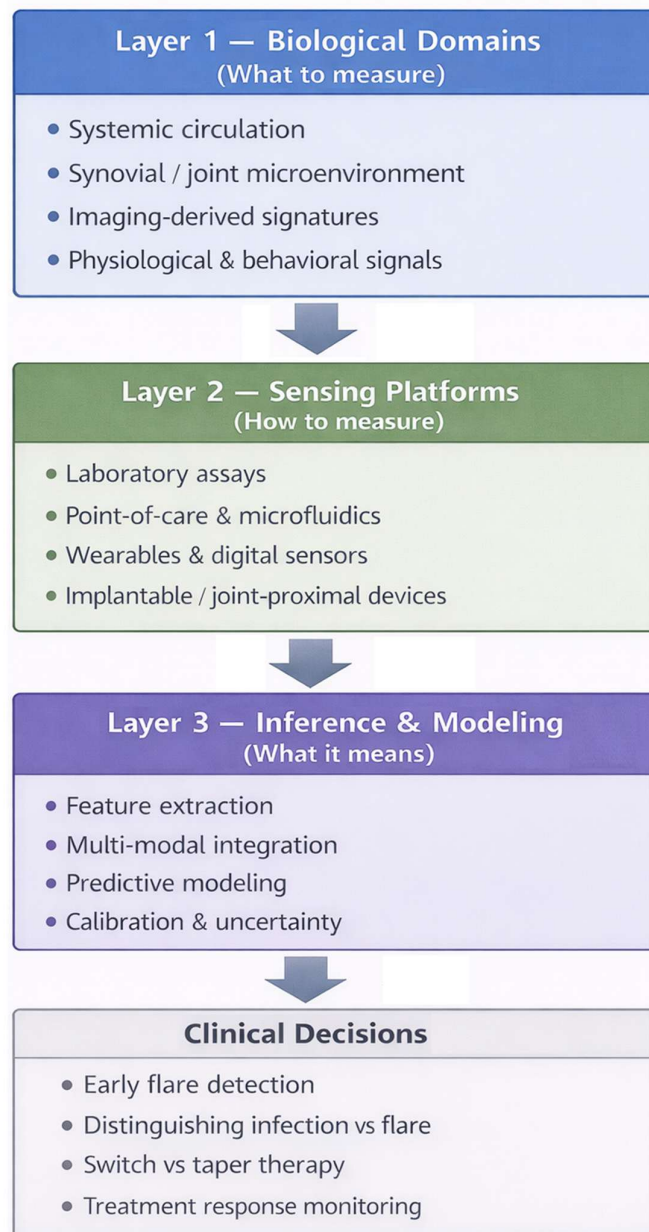 Layer 1 — Biological Domains
(What to measure)
• Systemic circulation
• Synovial / joint microenvironment
• Imaging-derived signatures
• Physiological & behavioral signals
Layer 2 — Sensing Platforms
(How to measure)
• Laboratory assays
• Point-of-care & microfluidics
• Wearables & digital sensors
• Implantable / joint-proximal devices
Layer 3 — Inference & Modeling
(What it means)
• Feature extraction
• Multi-modal integration
• Predictive modeling
• Calibration & uncertainty
Clinical Decisions
• Early flare detection
• Distinguishing infection vs flare
• Switch vs taper therapy
• Treatment response monitoring